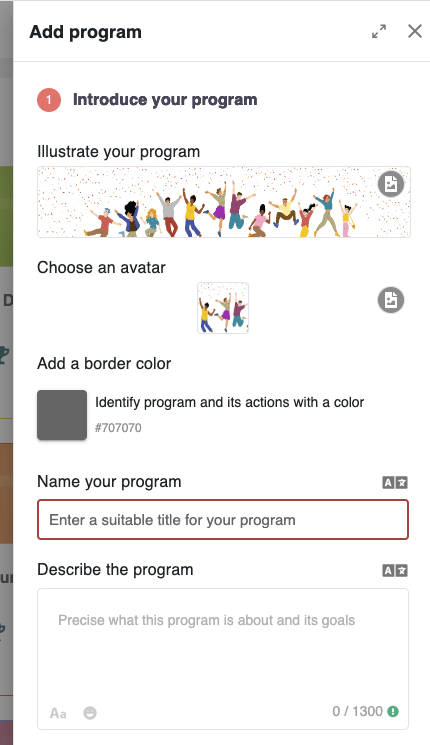 Add program
1 Introduce your program
Illustrate your program
Choose an avatar
Add a border color
Identify program and its actions with a color
#707070
Name your program
A
Enter a suitable title for your program
Describe the program
A
Precise what this program is about and its goals
Aa
0 / 1300